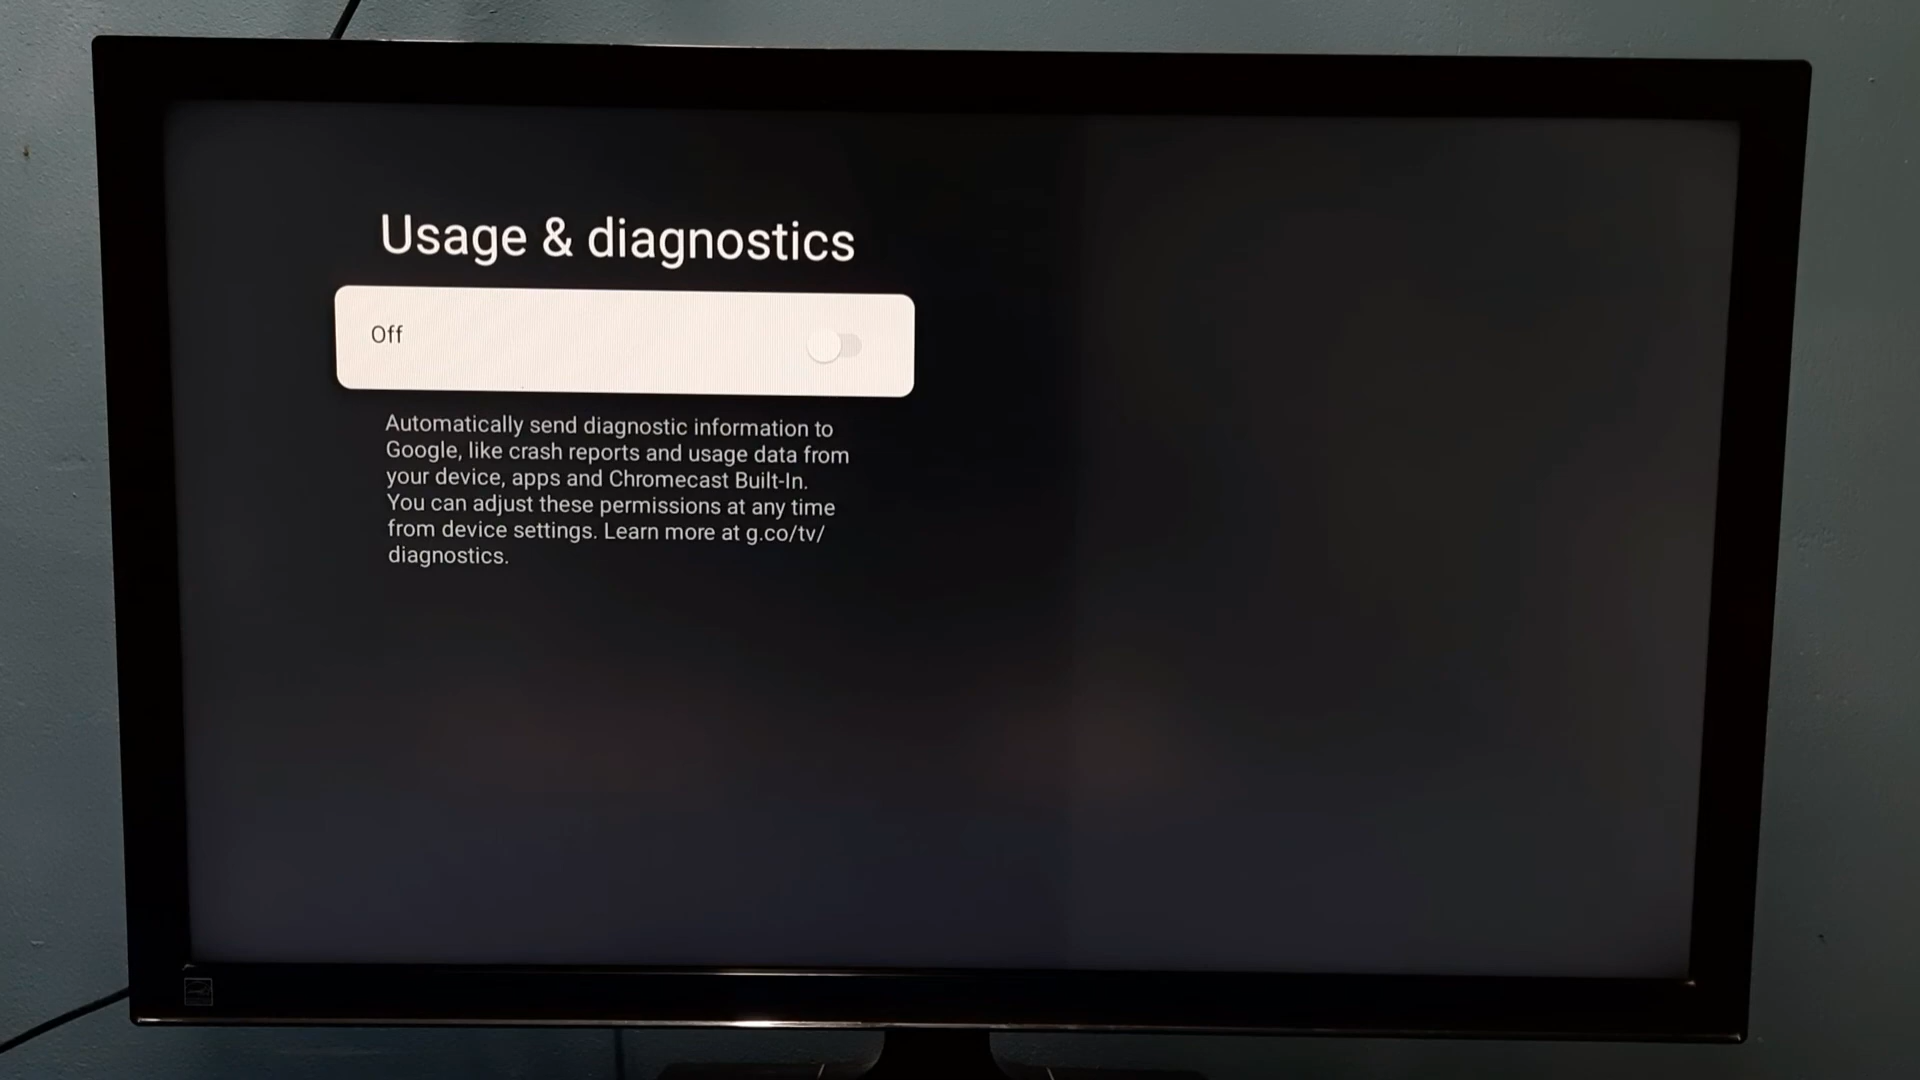 Usage & diagnostics
Off
Automatically send diagnostic information to
Google, like crash reports and usage data from
your device, apps and Chromecast Built-In.
You can adjust these permissions at any time
from device settings. Learn more at g.co/tv/
diagnostics.